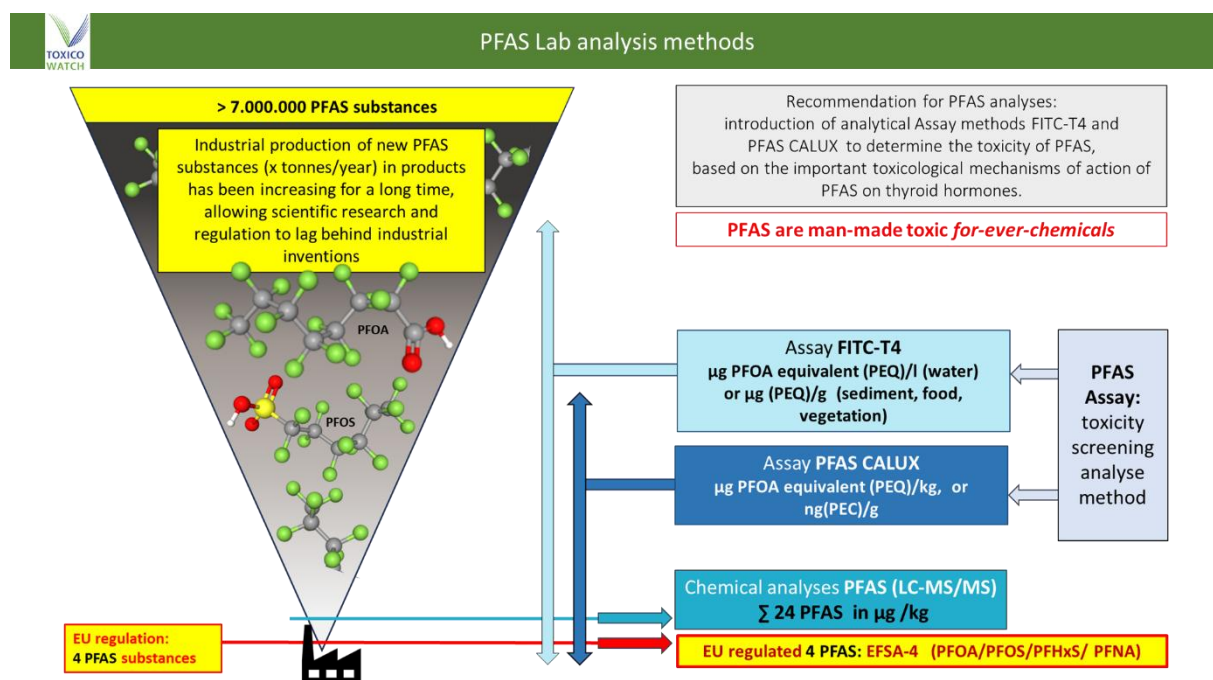 TOXICO
WATCH
PFAS Lab analysis methods
> 7.000.000 PFAS substances
Industrial production of new PFAS
substances (x tonnes/year) in products
has been increasing for a long time,
allowing scientific research and
regulation to lag behind industrial
inventions
PFOA
PFOS
Recommendation for PFAS analyses:
introduction of analytical Assay methods FITC-T4 and
PFAS CALUX to determine the toxicity of PFAS,
based on the important toxicological mechanisms of action of
PFAS on thyroid hormones.
PFAS are man-made toxic for-ever-chemicals
Assay FITC-T4
µg PFOA equivalent (PEQ)/l (water)
or µg (PEQ)/g (sediment, food,
vegetation)
Assay PFAS CALUX
µg PFOA equivalent (PEQ)/kg, or
ng(PEC)/g
PFAS
Assay:
toxicity
screening
analyse
method
Chemical analyses PFAS (LC-MS/MS)
∑ 24 PFAS in µg /kg
EU regulation:
4 PFAS substances
EU regulated 4 PFAS: EFSA-4 (PFOA/PFOS/PFHxS/ PFNA)